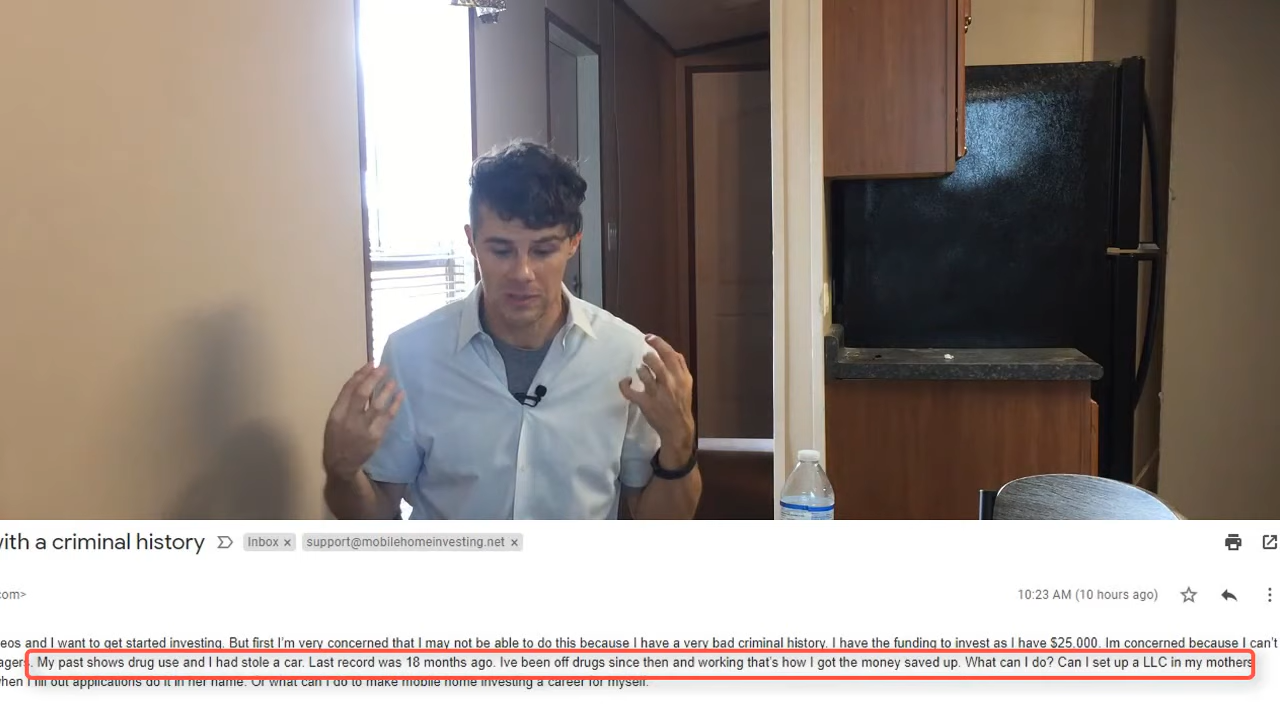 with a criminal history Inbox × support@mobilehomeinvesting.net ×
com> 10:23 AM (10 hours ago)
eos and I want to get started investing. But first I'm very concerned that I may not be able to do this because I have a very bad criminal history. I have the funding to invest as I have $25,000. Im concerned because I can't
agers. My past shows drug use and I had stole a car. Last record was 18 months ago. Ive been off drugs since then and working that's how I got the money saved up. What can I do? Can I set up a LLC in my mothers
when I fill out applications do it in her name. Or what can I do to make mobile home investing a career for myself.